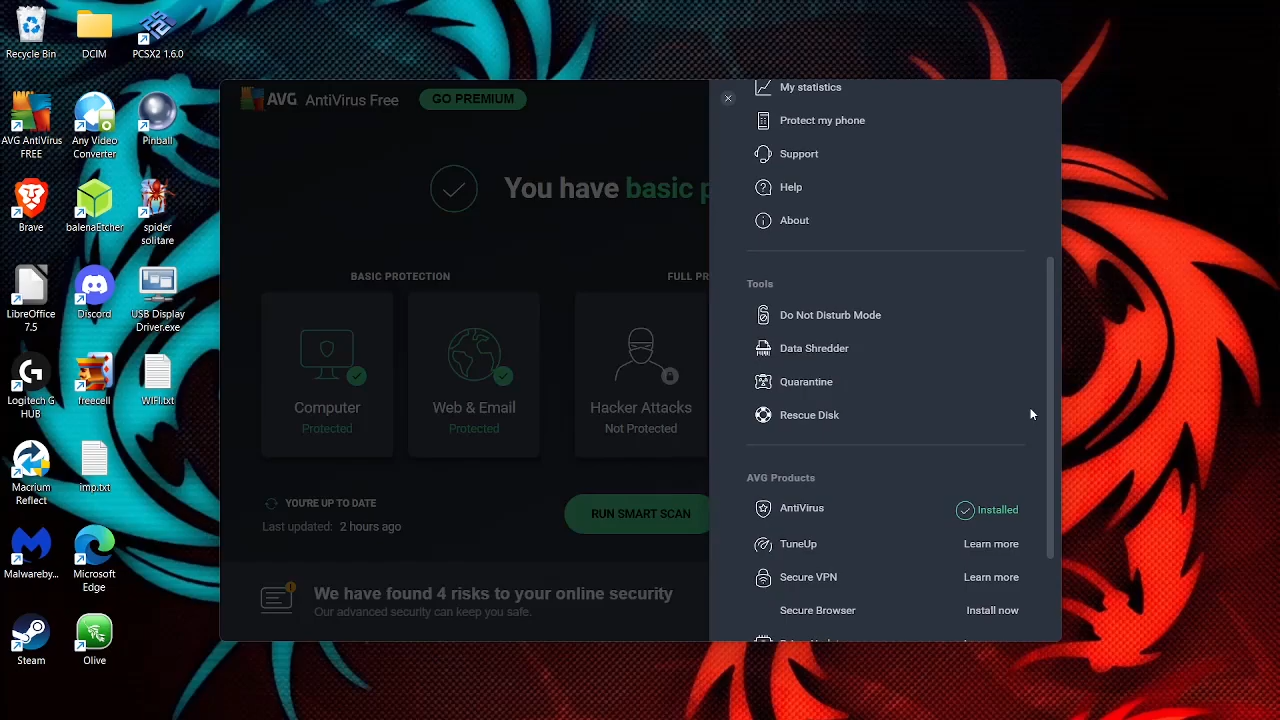 Recycle Bin
DCIM
PCSX2 1.6.0
AVG AntiVirus
FREE
Any Video
Converter
Pinball
Brave
balenaEtcher
spider
solitare
LibreOffice
7.5
Discord
USB Display
Driver.exe
Logitech G
HUB
freecell
WIFI.txt
Macrium
Reflect
imp.txt
Malwareby...
Microsoft
Edge
Steam
Olive
AVG AntiVirus Free
GO PREMIUM
You have basic p
BASIC PROTECTION
FULL PR
Computer
Protected
Web & Email
Protected
Hacker Attacks
Not Protected
YOU'RE UP TO DATE
Last updated: 2 hours ago
RUN SMART SCAN
We have found 4 risks to your online security
Our advanced security can keep you safe.
My statistics
Protect my phone
Support
Help
About
Tools
Do Not Disturb Mode
Data Shredder
Quarantine
Rescue Disk
AVG Products
AntiVirus
Installed
TuneUp
Learn more
Secure VPN
Learn more
Secure Browser
Install now